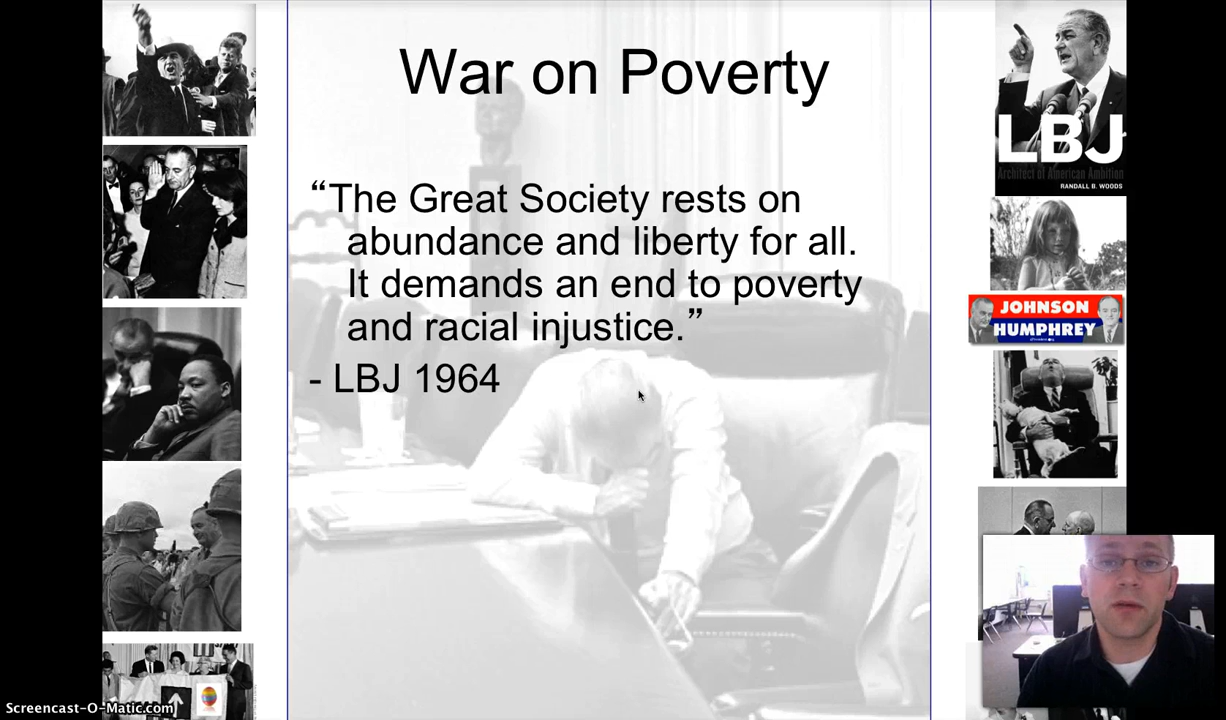 War on Poverty
“The Great Society rests on
abundance and liberty for all.
It demands an end to poverty
and racial injustice.”
- LBJ 1964
LBJ
Architect of American Ambition
RANDALL B. WOODS
JOHNSON
HUMPHREY
Screencast-O-Matic.com